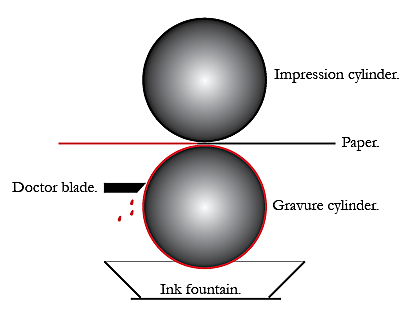 Impression cylinder.
Paper.
Doctor blade.
Gravure cylinder.
Ink fountain.